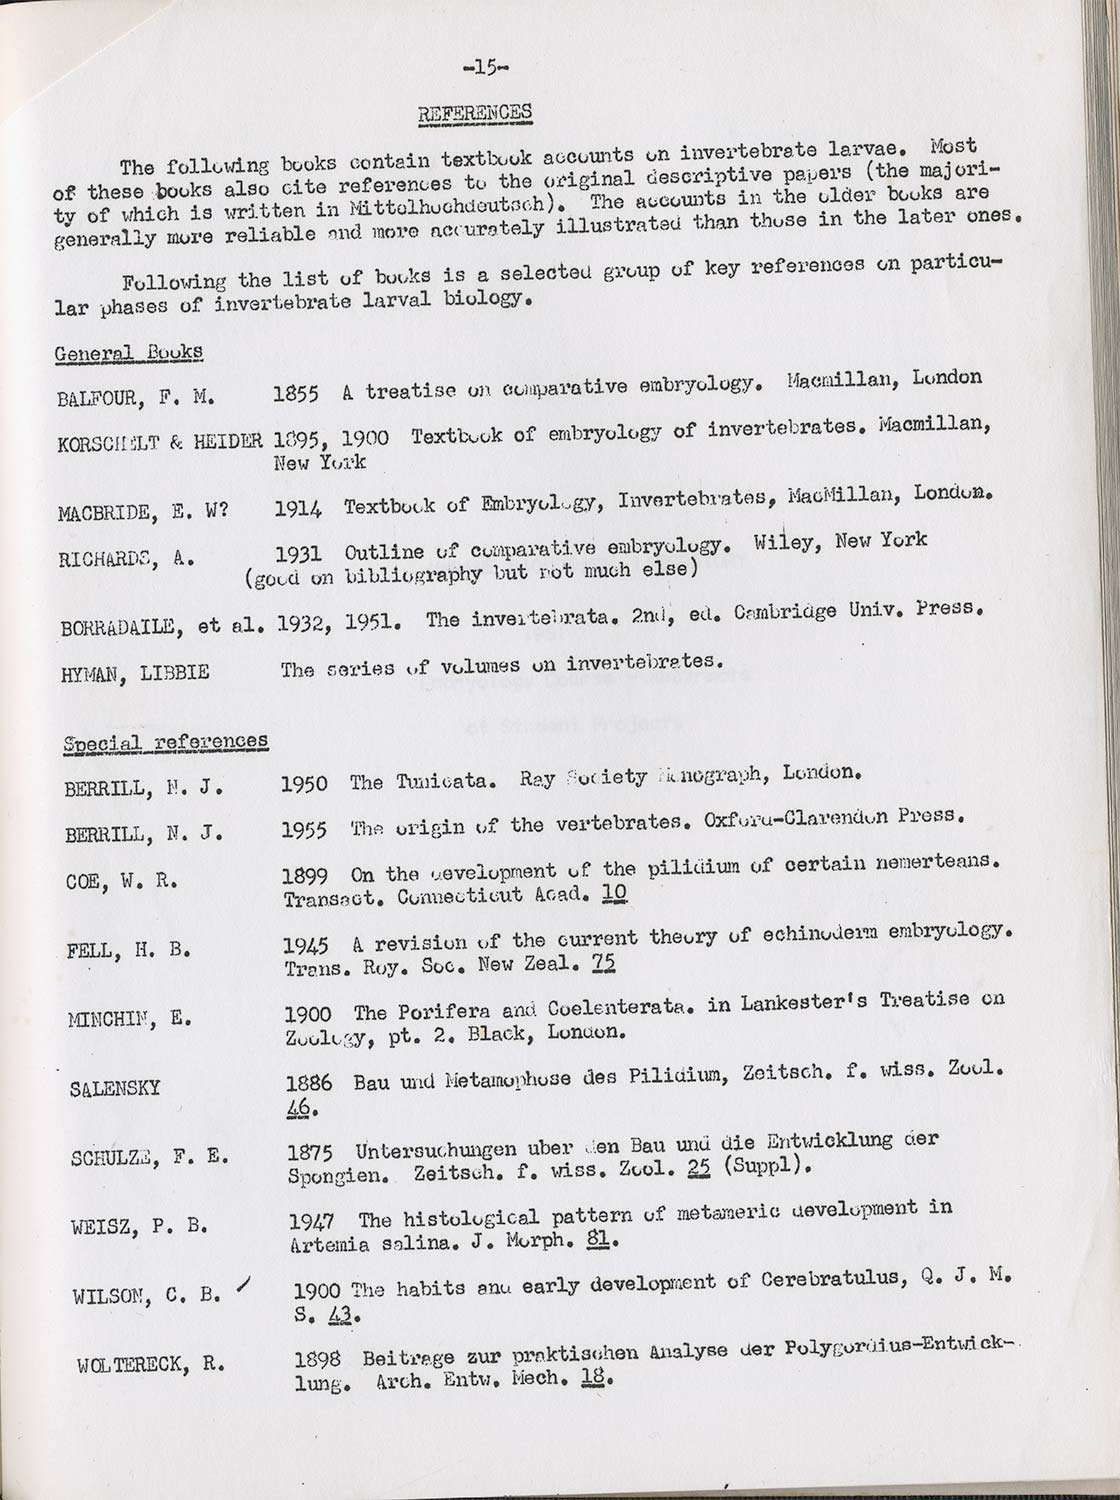 -15-
REFERENCES
The following books contain textbook accounts on invertebrate larvae. Most
of these books also cite references to the original descriptive papers (the majori-
ty of which is written in Mittelhochdeutsch). The accounts in the older books are
generally more reliable and more accurately illustrated than those in the later ones.
Following the list of books is a selected group of key references on particu-
lar phases of invertebrate larval biology.
General Books
BALFOUR, F. M. 1855 A treatise on comparative embryology. Macmillan, London
KORSCHELT & HEIDER 1895, 1900 Textbook of embryology of invertebrates. Macmillan,
New York
MACBRIDE, E. W? 1914 Textbook of Embryology, Invertebrates, MacMillan, London.
RICHARDS, A. 1931 Outline of comparative embryology. Wiley, New York
(good on bibliography but not much else)
BORRADAILE, et al. 1932, 1951. The invertebrata. 2nd, ed. Cambridge Univ. Press.
HYMAN, LIBBIE The series of volumes on invertebrates.
Special references
BERRILL, N. J. 1950 The Tunicata. Ray Society Monograph, London.
BERRILL, N. J. 1955 The origin of the vertebrates. Oxford-Clarendon Press.
COE, W. R. 1899 On the development of the pilidium of certain nemerteans.
Transact. Connecticut Acad. 10
FELL, H. B. 1945 A revision of the current theory of echinoderm embryology.
Trans. Roy. Soc. New Zeal. 75
MINCHIN, E. 1900 The Porifera and Coelenterata. in Lankester's Treatise on
Zoology, pt. 2. Black, London.
SALENSKY 1886 Bau und Metamophose des Pilidium, Zeitsch. f. wiss. Zool.
46.
SCHULZE, F. E. 1875 Untersuchungen uber den Bau und die Entwicklung der
Spongien. Zeitsch. f. wiss. Zool. 25 (Suppl).
WEISZ, P. B. 1947 The histological pattern of metameric development in
Artemia salina. J. Morph. 81.
WILSON, C. B. 1900 The habits and early development of Cerebratulus, Q. J. M.
S. 43.
WOLTERECK, R. 1898 Beitrage zur praktischen Analyse der Polygordius-Entwick-
lung. Arch. Entw. Mech. 18.